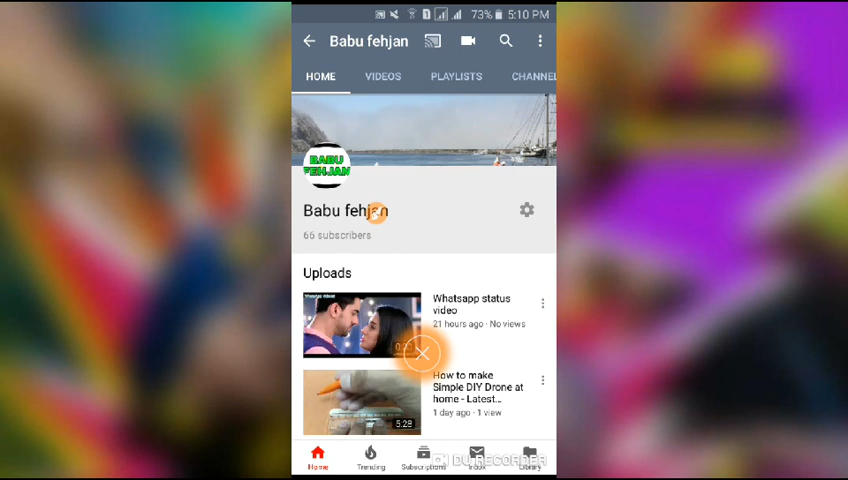 73% 5:10 PM
Babu fehjan
HOME VIDEOS PLAYLISTS CHANNEL
BABU
FEHJAN
Babu fehjan
66 subscribers
Uploads
Whatsapp status
video
21 hours ago · No views
How to make
Simple DIY Drone at
home - Latest...
1 day ago · 1 view
5:28
Home Trending Subscriptions Inbox Library
DU RECORDER